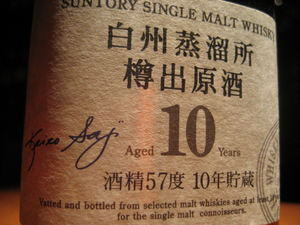 SUNTORY SINGLE MALT WHISKY
白州蒸溜所
樽出原酒
Aged 10 Years
酒精57度 10年貯蔵
Vatted and bottled from selected malt whiskies aged at least
for the single malt connoisseurs.